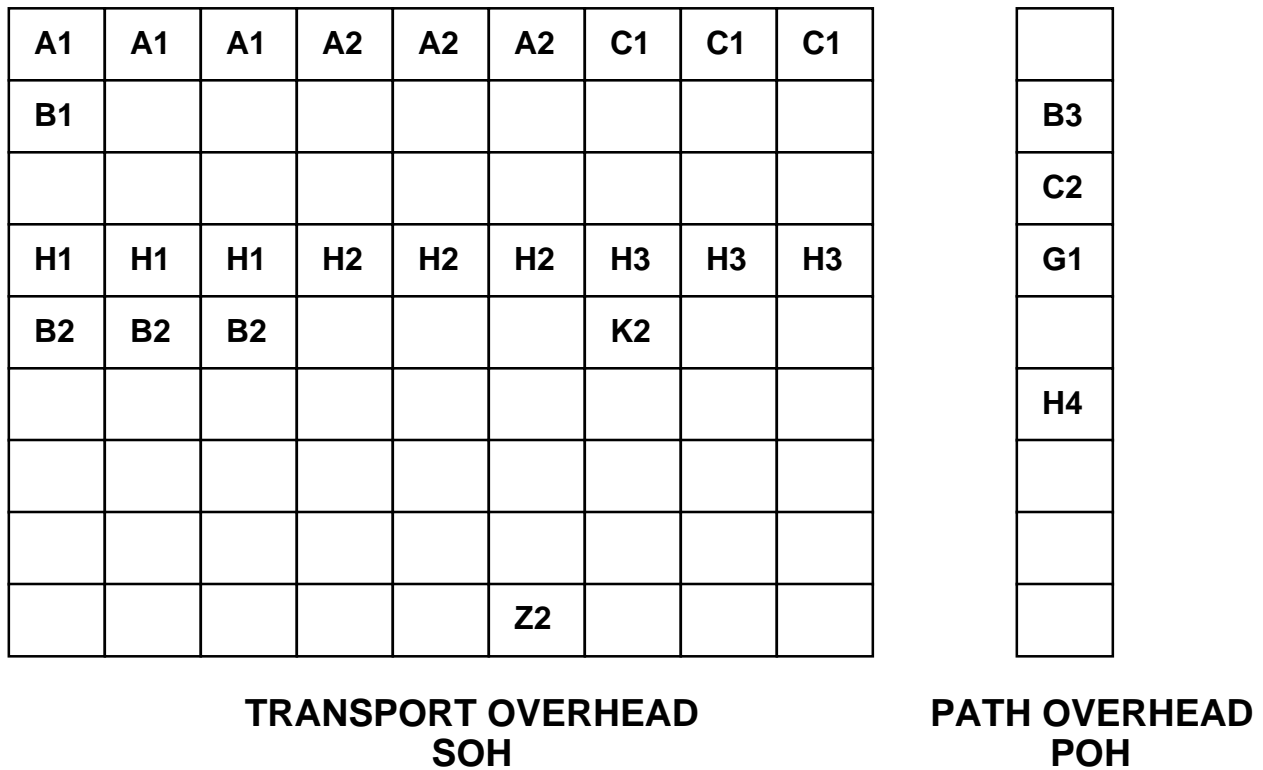 A1 A1 A1 A2 A2 A2 C1 C1 C1
B1 B3
C2
H1 H1 H1 H2 H2 H2 H3 H3 H3 G1
B2 B2 B2 K2
H4
Z2
TRANSPORT OVERHEAD
SOH
PATH OVERHEAD
POH